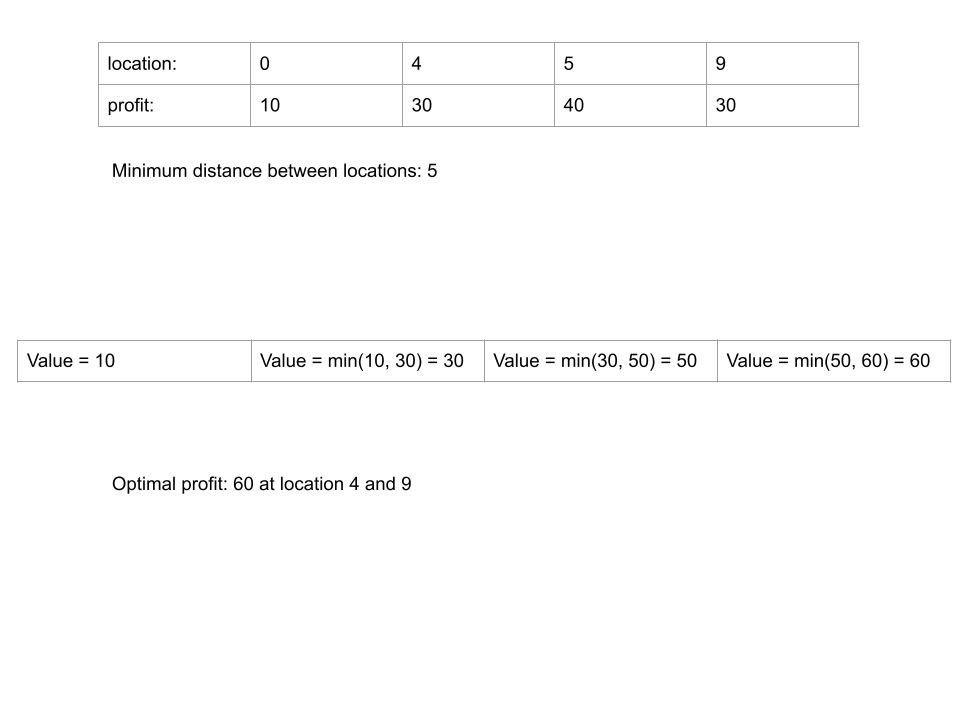 location: 0 4 5 9
profit: 10 30 40 30
Minimum distance between locations: 5
Value = 10 Value = min(10, 30) = 30 Value = min(30, 50) = 50 Value = min(50, 60) = 60
Optimal profit: 60 at location 4 and 9